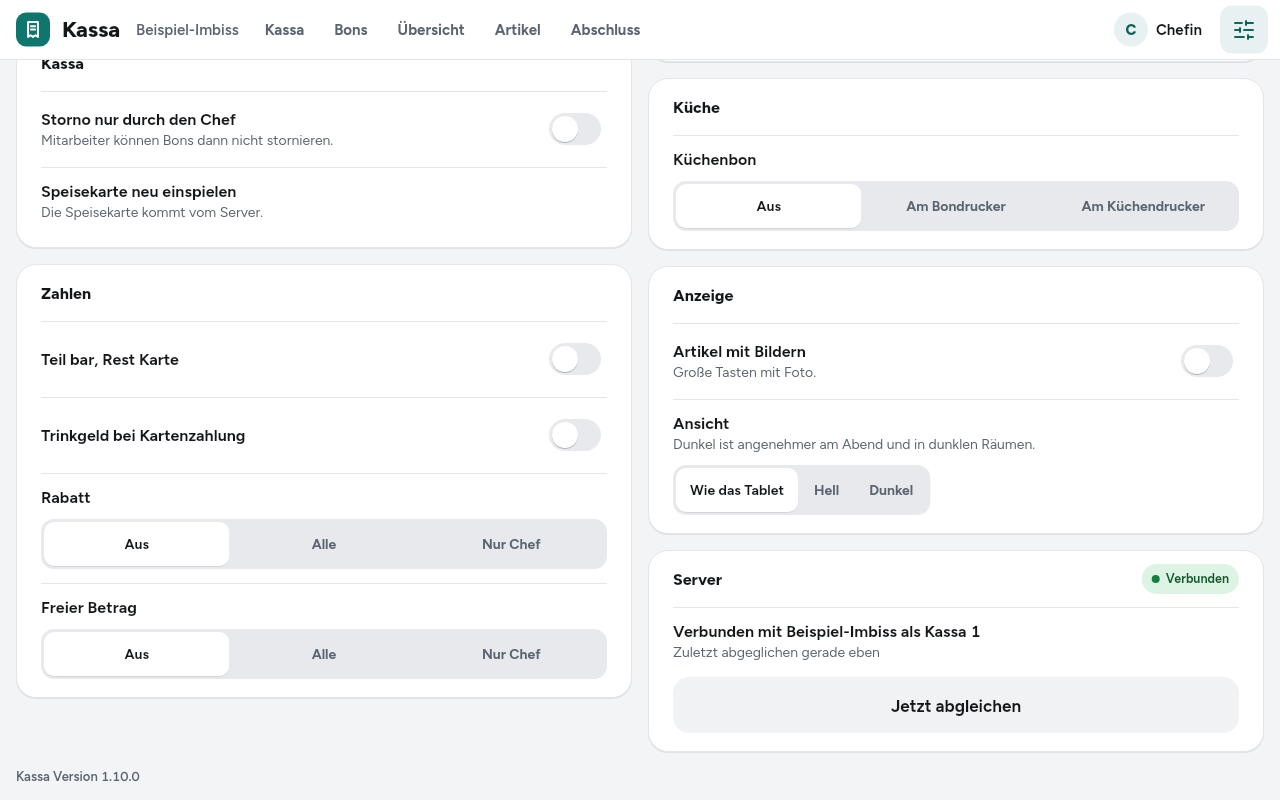 Kassa
Beispiel-Imbiss
Kassa
Bons
Übersicht
Artikel
Abschluss
C
Chefin
Kassa
Storno nur durch den Chef
Mitarbeiter können Bons dann nicht stornieren.
Speisekarte neu einspielen
Die Speisekarte kommt vom Server.
Zahlen
Teil bar, Rest Karte
Trinkgeld bei Kartenzahlung
Rabatt
Aus
Alle
Nur Chef
Freier Betrag
Aus
Alle
Nur Chef
Küche
Küchenbon
Aus
Am Bondrucker
Am Küchendrucker
Anzeige
Artikel mit Bildern
Große Tasten mit Foto.
Ansicht
Dunkel ist angenehmer am Abend und in dunklen Räumen.
Wie das Tablet
Hell
Dunkel
Server
Verbunden
Verbunden mit Beispiel-Imbiss als Kassa 1
Zuletzt abgeglichen gerade eben
Jetzt abgleichen
Kassa Version 1.10.0